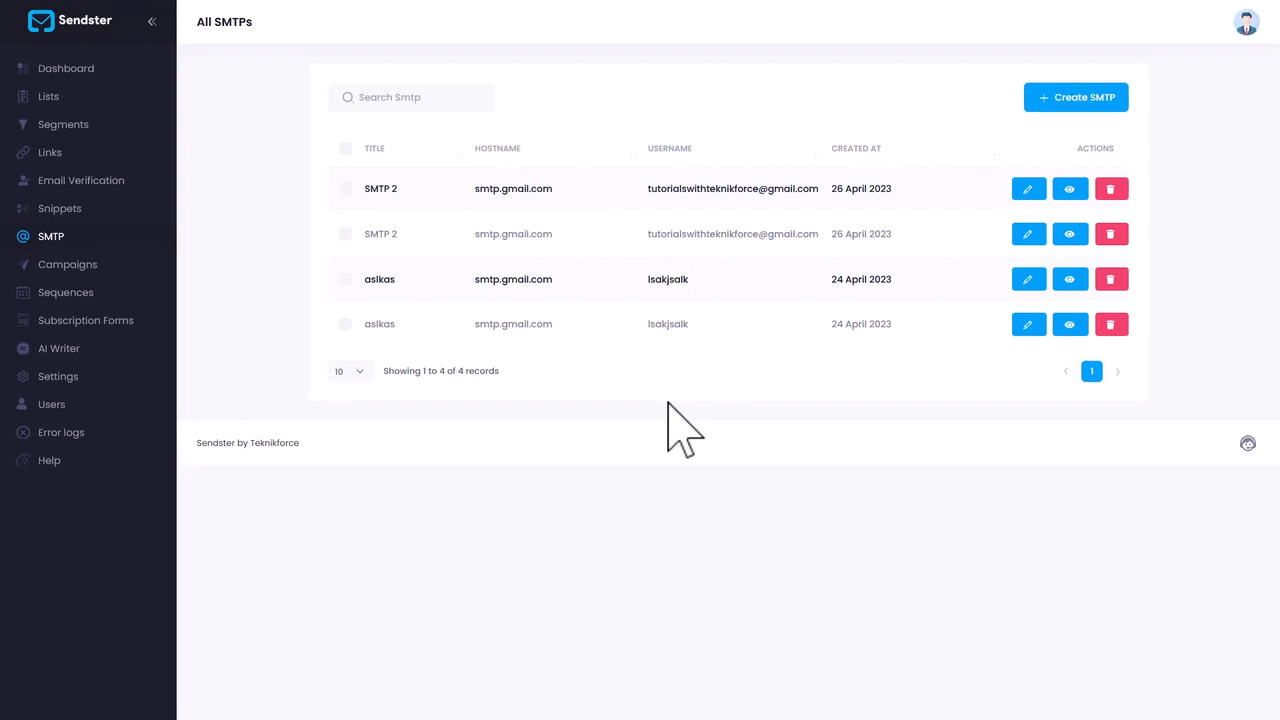 Sendster
All SMTPs
Dashboard
Lists
Segments
Links
Email Verification
Snippets
SMTP
Campaigns
Sequences
Subscription Forms
AI Writer
Settings
Users
Error logs
Help
Search Smtp
+ Create SMTP
TITLE HOSTNAME USERNAME CREATED AT ACTIONS
SMTP 2 smtp.gmail.com tutorialswithteknikforce@gmail.com 26 April 2023
SMTP 2 smtp.gmail.com tutorialswithteknikforce@gmail.com 26 April 2023
aslkas smtp.gmail.com lsakjsalk 24 April 2023
aslkas smtp.gmail.com lsakjsalk 24 April 2023
10 Showing 1 to 4 of 4 records 1
Sendster by Teknikforce